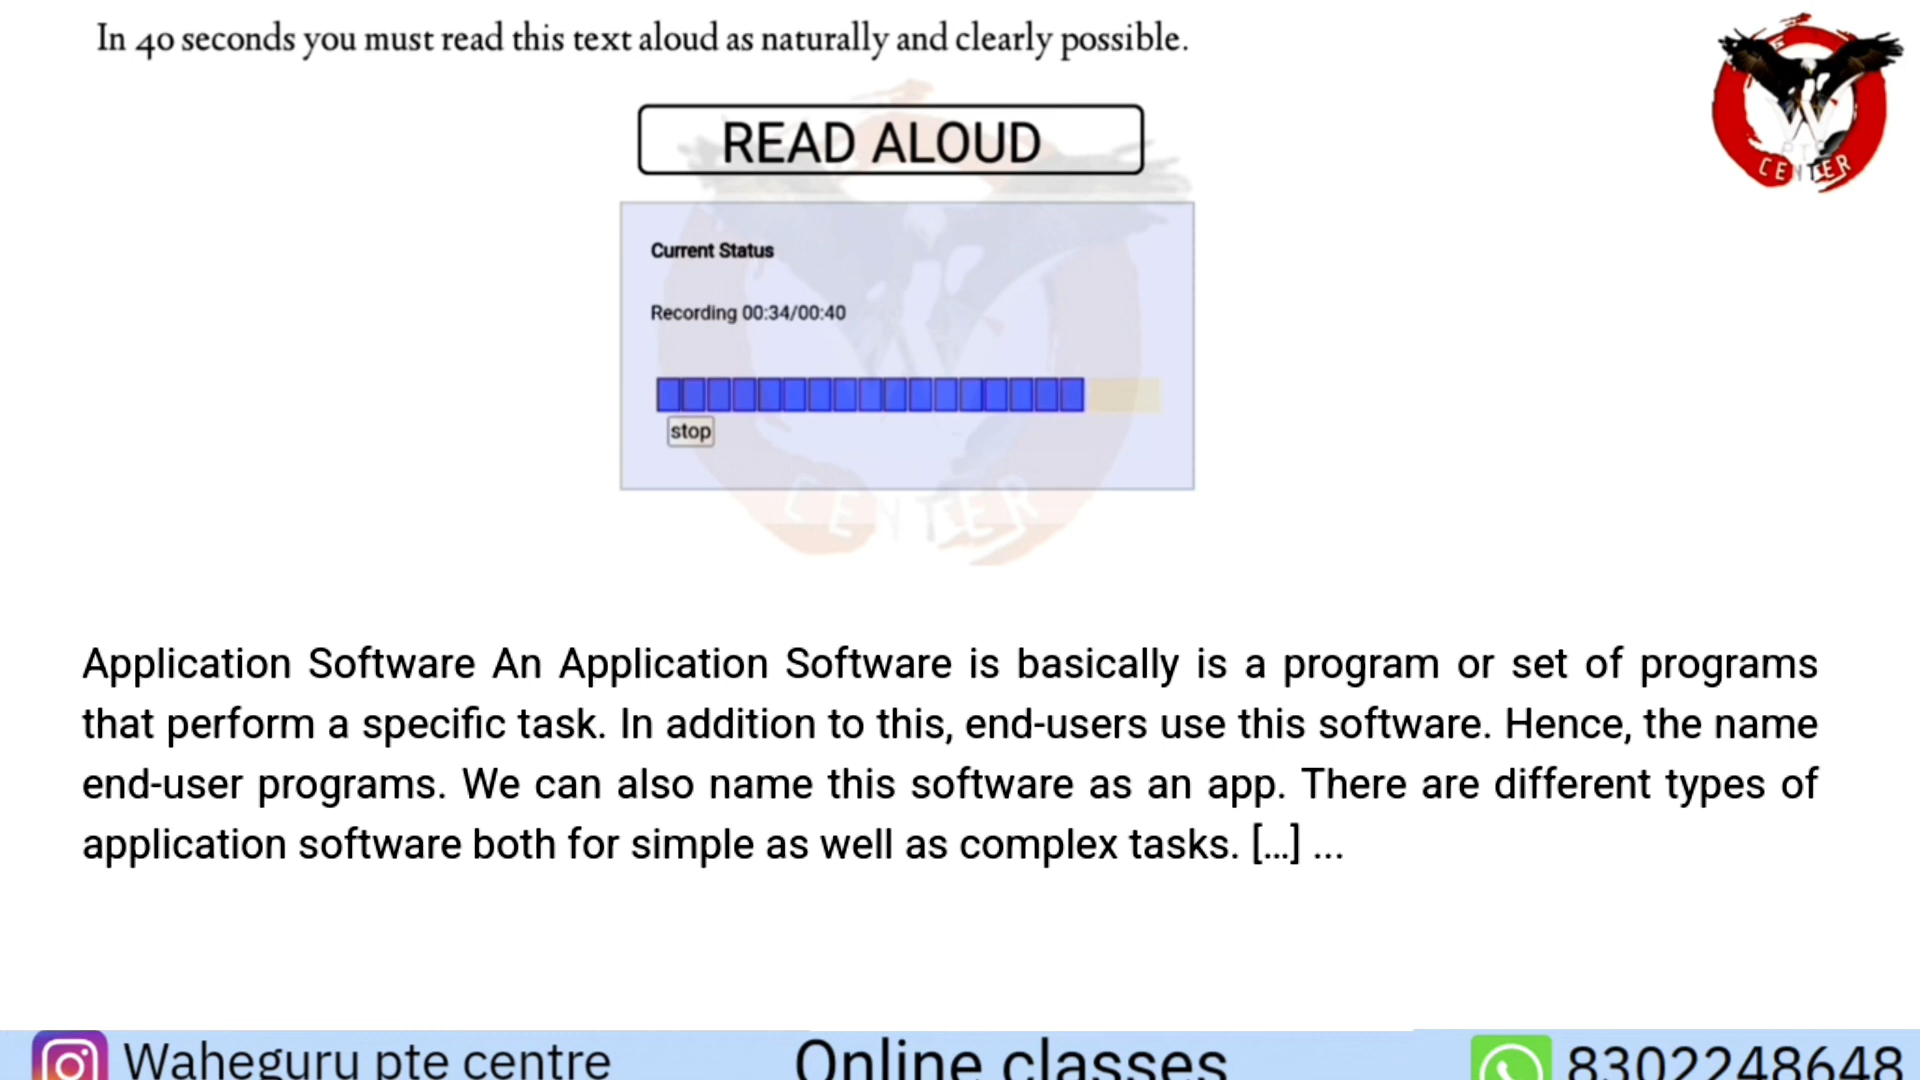 In 40 seconds you must read this text aloud as naturally and clearly possible.
W
PTE
CENTER
READ ALOUD
Current Status
Recording 00:34/00:40
stop
CENTER
Application Software An Application Software is basically is a program or set of programs
that perform a specific task. In addition to this, end-users use this software. Hence, the name
end-user programs. We can also name this software as an app. There are different types of
application software both for simple as well as complex tasks. [...] ...
Waheguru pte centre
Online classes
8302248648